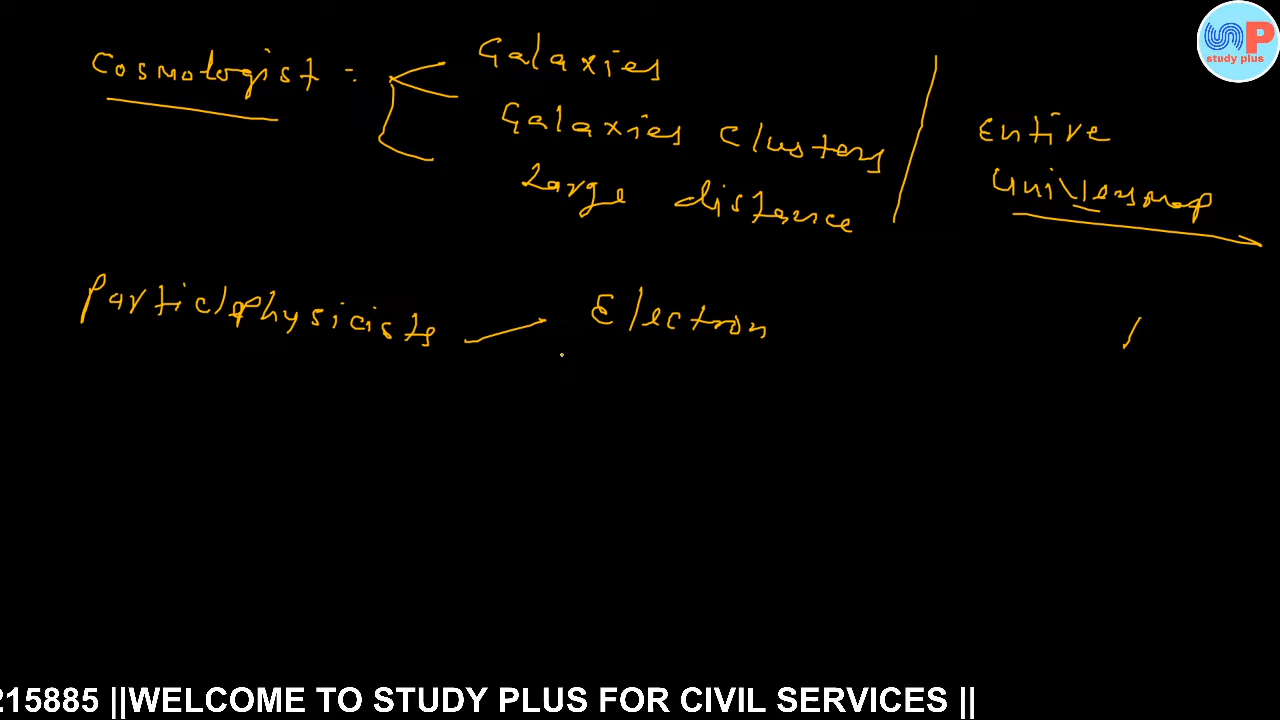 Cosmologist :
Galaxies
Galaxies Clusters
Large distance
Entire
Particlephysicists
Electron
SP
study plus
215885 ||WELCOME TO STUDY PLUS FOR CIVIL SERVICES ||